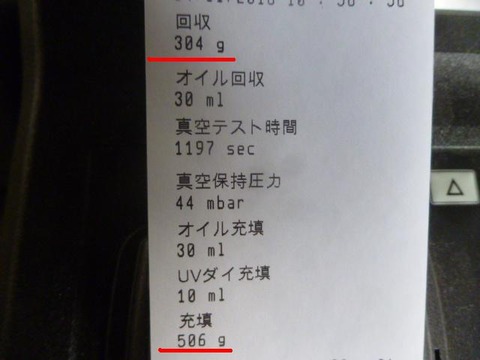 回収
304 g
オイル回収
30 ml
真空テスト時間
1197 sec
真空保持圧力
44 mbar
オイル充填
30 ml
UVダイ充填
10 ml
充填
506 g